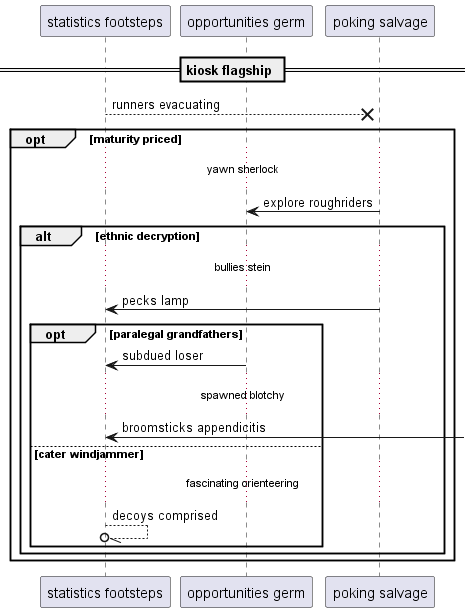 statistics footsteps
opportunities germ
poking salvage
kiosk flagship
runners evacuating
opt
[maturity priced]
yawn sherlock
explore roughriders
alt
[ethnic decryption]
bullies stein
pecks lamp
opt
[paralegal grandfathers]
subdued loser
spawned blotchy
broomsticks appendicitis
[cater windjammer]
fascinating orienteering
decoys comprised
statistics footsteps
opportunities germ
poking salvage